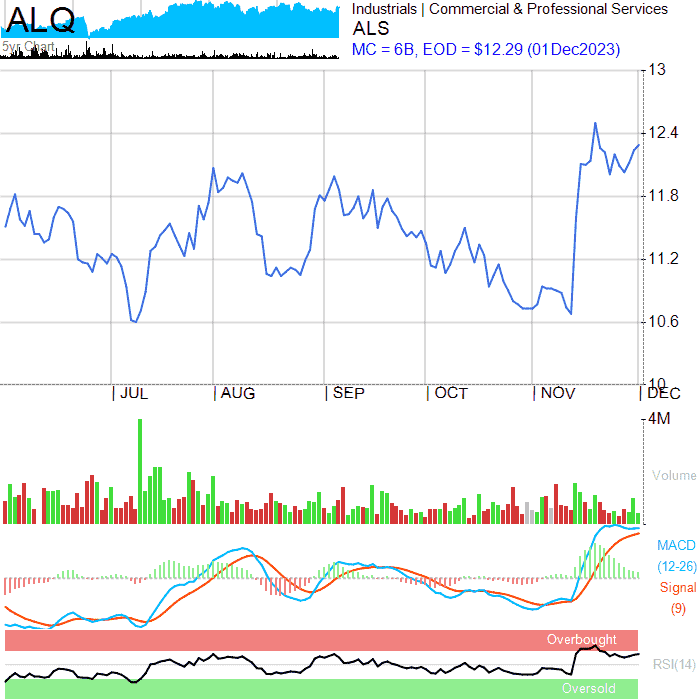 ALQ
5yr Chart
Industrials | Commercial & Professional Services
ALS
MC = 6B, EOD = $12.29 (01Dec2023)
13
12.4
11.8
11.2
10.6
10
| JUL | AUG | SEP | OCT | NOV | DEC
4M
Volume
MACD
(12-26)
Signal
(9)
Overbought
RSI(14)
Oversold